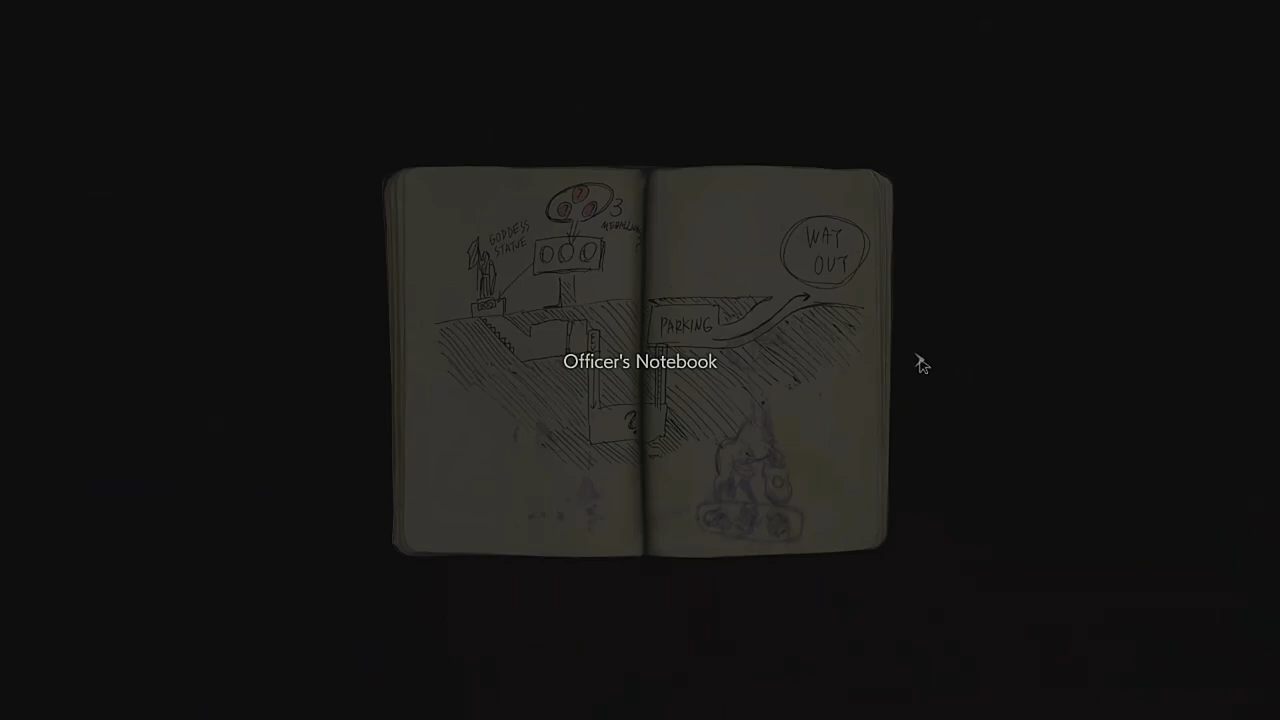 3
GODDESS
STATUE
WAY
OUT
PARKING
Officer's Notebook
?